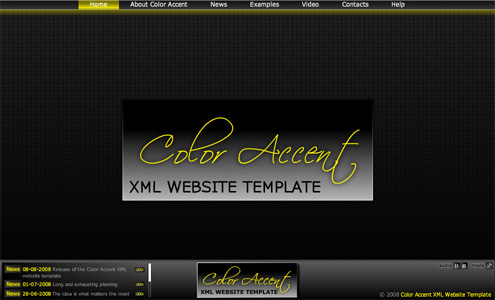 Home About Color Accent News Examples Video Contacts Help
Color Accent
XML WEBSITE TEMPLATE
News 08-08-2008 Release of the Color Accent XML
website template
News 01-07-2008 Long and exhausting planning
News 28-06-2008 The idea is what matters the most
Color Accent
XML WEBSITE TEMPLATE
© 2008 Color Accent XML Website Template